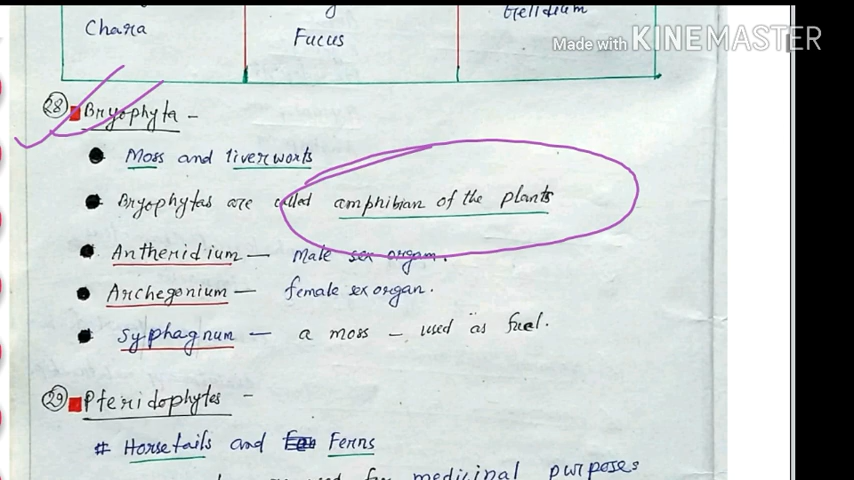 Chara
Fucus
Gelidium
Made with KINEMASTER
28 Bryophyta -
Moss and liverworts
Bryophytas are called amphibian of the plants
Antheridium — Male sex organ.
Archegonium — female sex organ.
Syphagnum — a moss — used as fuel.
29 Pteridophytes -
# Horsetails and Ferns
used for medicinal purposes